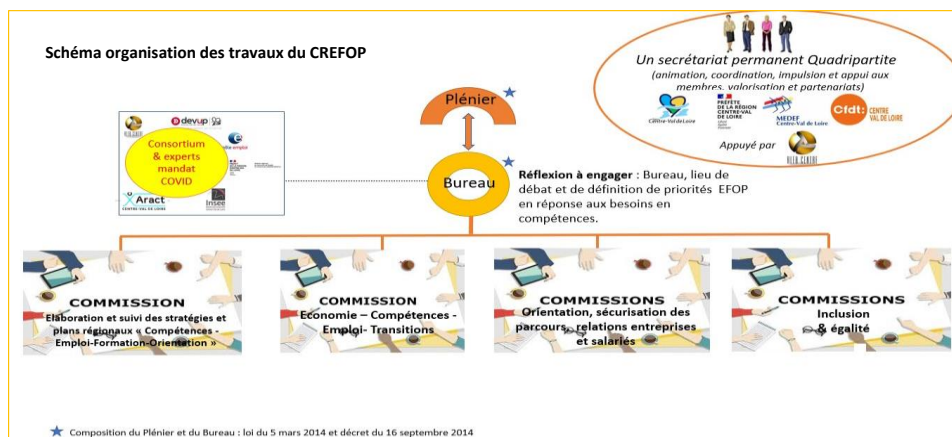 Schéma organisation des travaux du CREFOP
Un secrétariat permanent Quadripartite
(animation, coordination, impulsion et appui aux
membres, valorisation et partenariats)
Centre-Val de Loire
PRÉFÈTE
DE LA RÉGION
CENTRE-VAL
DE LOIRE
MEDEF
Centre-Val de Loire
Cfdt:
CENTRE
VAL DE LOIRE
Appuyé par
Plénier
devup
Consortium
& experts
mandat
COVID
Aract
CENTRE-VAL DE LOIRE
Insee
Bureau
Réflexion à engager : Bureau, lieu de
débat et de définition de priorités EFOP
en réponse aux besoins en
compétences.
COMMISSION
Elaboration et suivi des stratégies et
plans régionaux « Compétences -
Emploi-Formation-Orientation »
COMMISSION
Economie – Compétences -
Emploi- Transitions
COMMISSIONS
Orientation, sécurisation des
parcours, relations entreprises
et salariés
COMMISSIONS
Inclusion
& égalité
Composition du Plénier et du Bureau : loi du 5 mars 2014 et décret du 16 septembre 2014